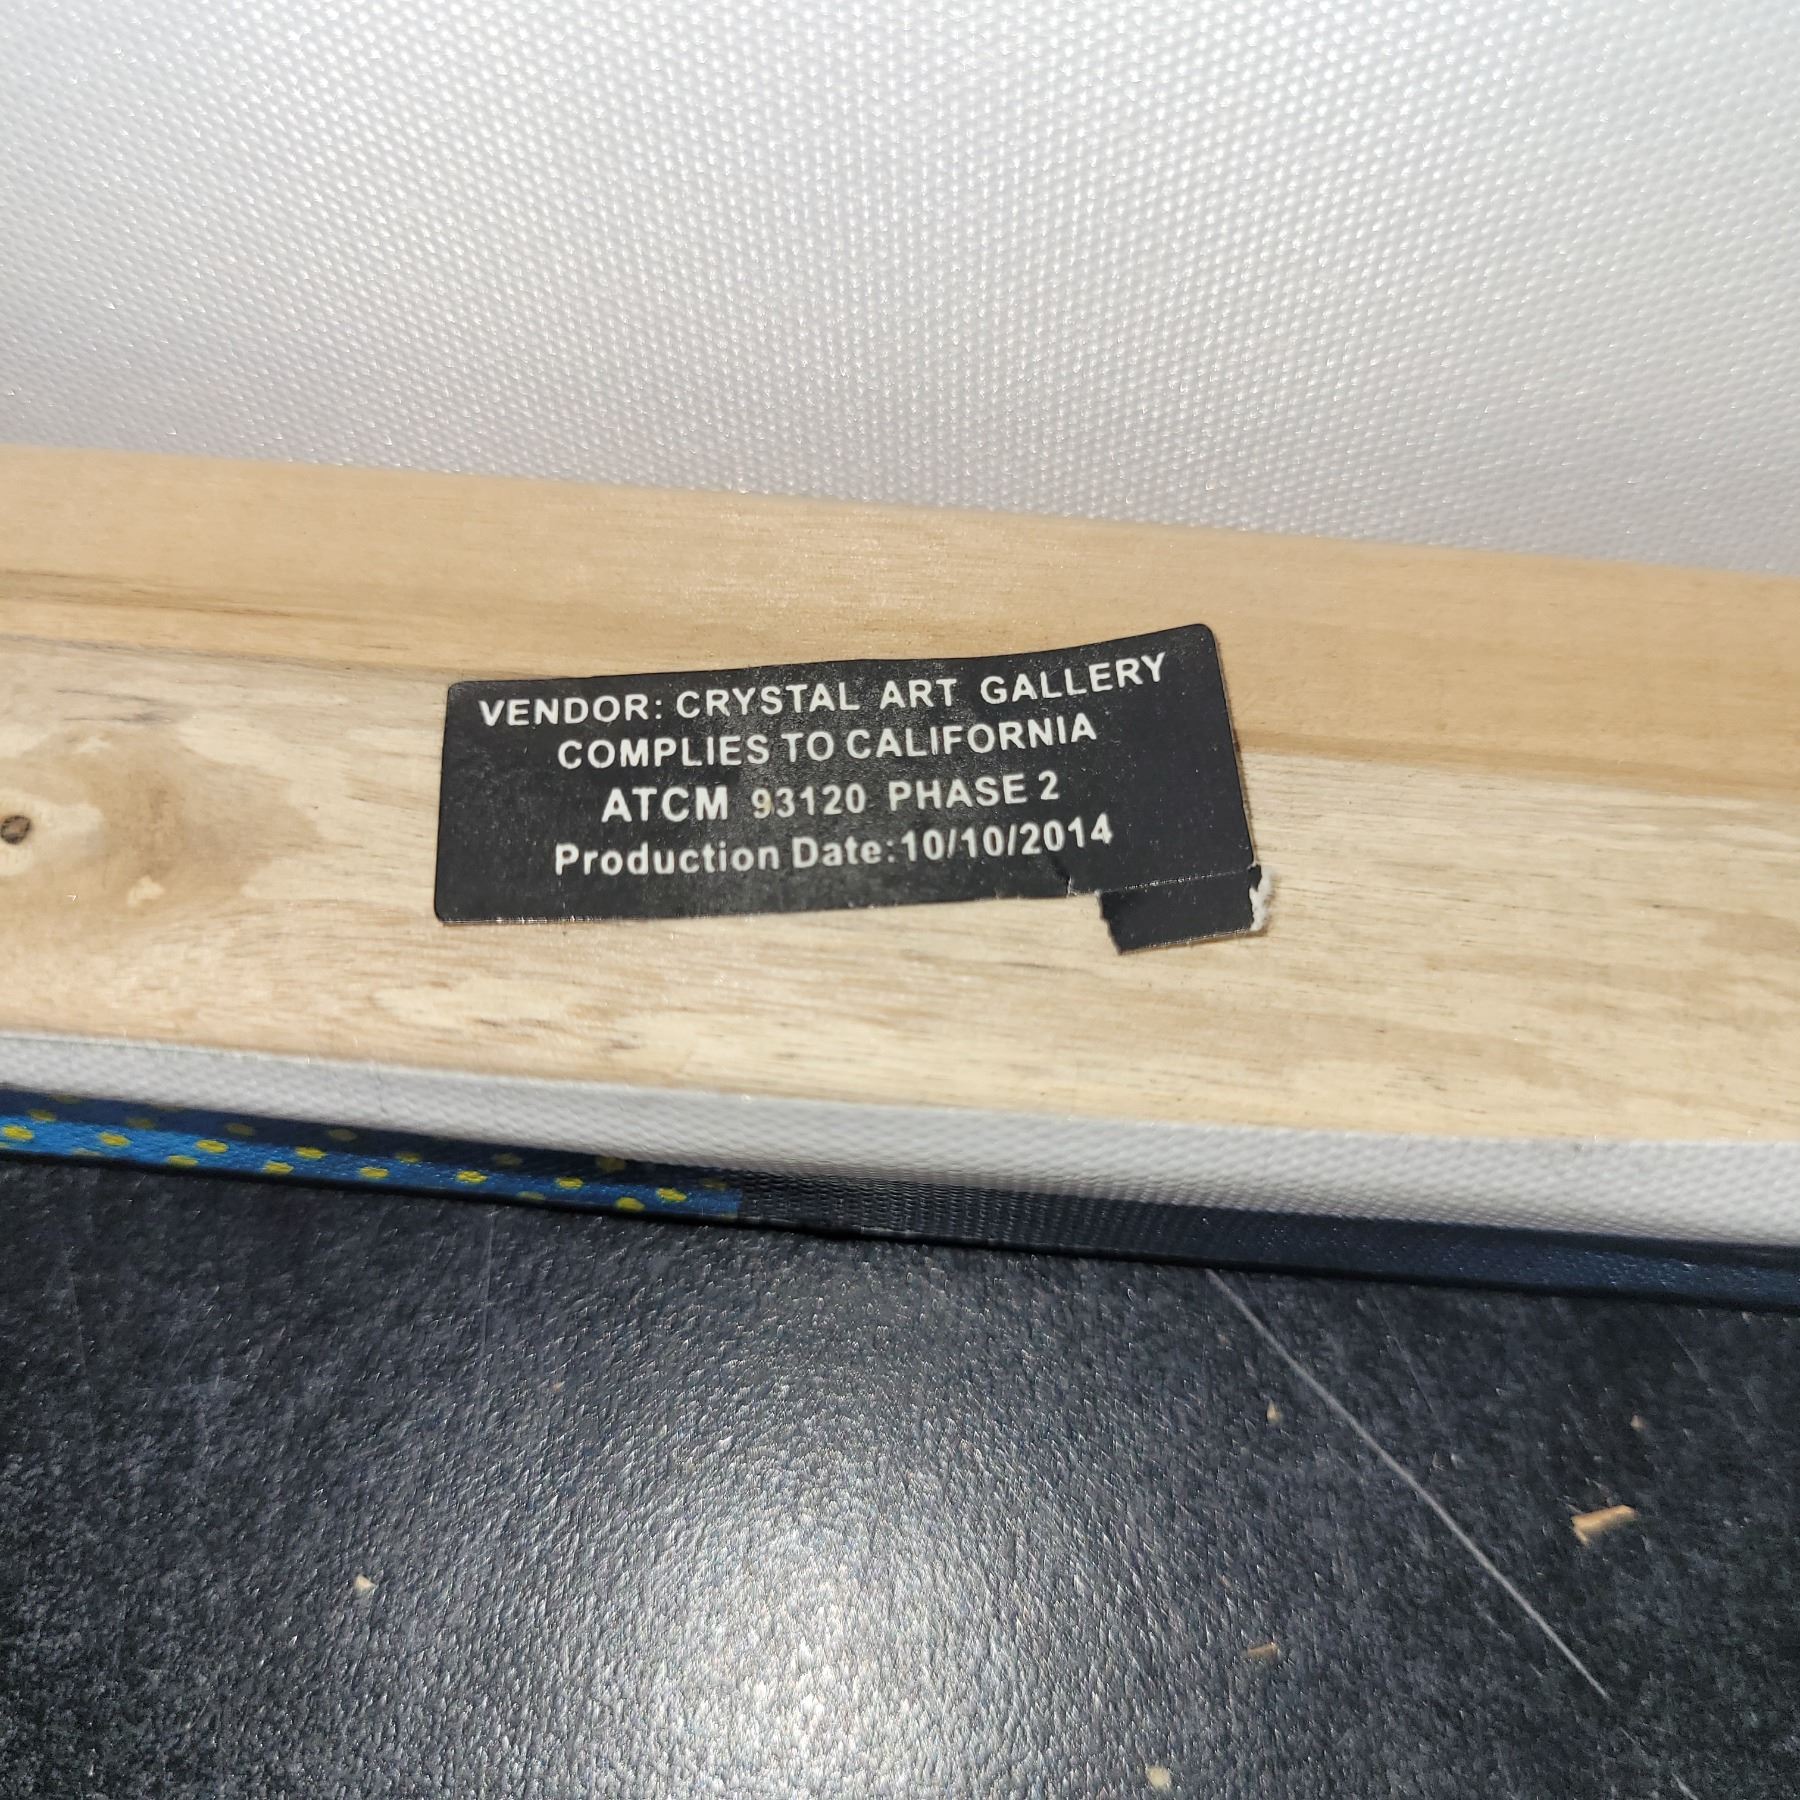 VENDOR: CRYSTAL ART GALLERY
COMPLIES TO CALIFORNIA
ATCM 93120 PHASE 2
Production Date:10/10/2014